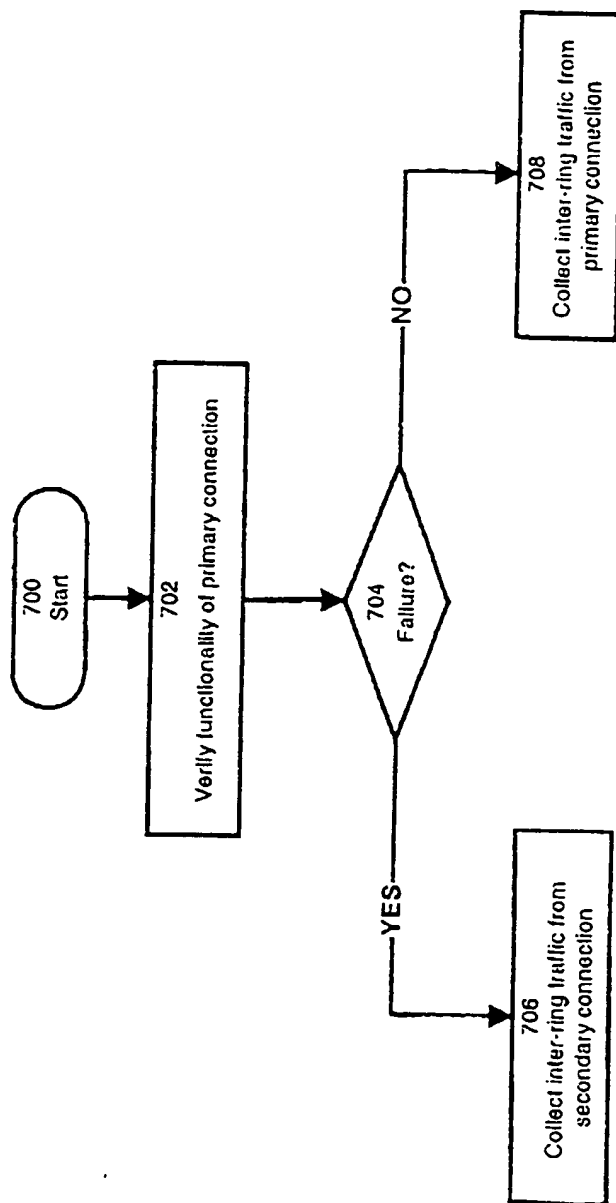 700
Start
702
Verify functionality of primary connection
704
Failure?
YES
NO
706
Collect inter-ring traffic from
secondary connection
708
Collect inter-ring traffic from
primary connection